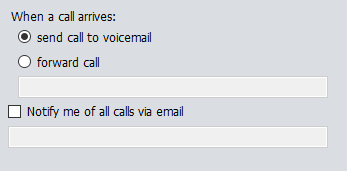 When a call arrives:
send call to voicemail
forward call
Notify me of all calls via email